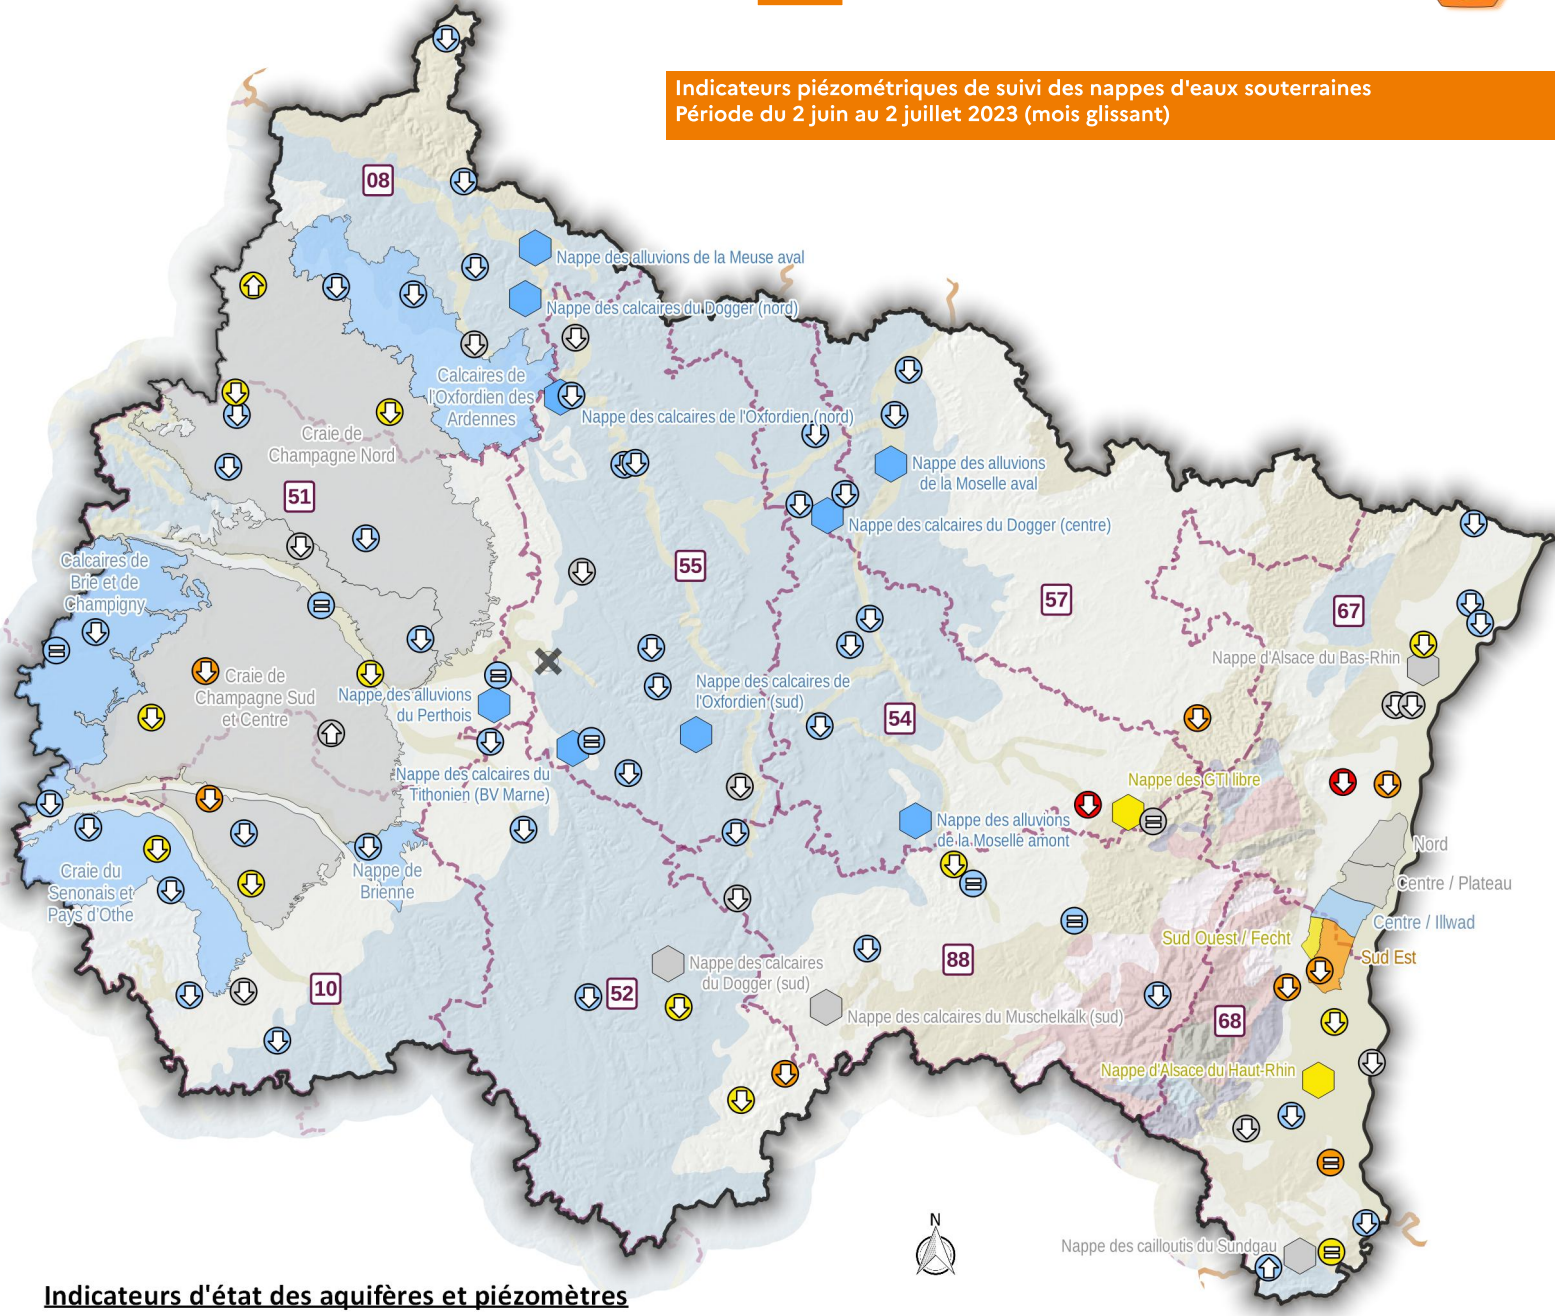 Indicateurs piézométriques de suivi des nappes d'eaux souterraines
Période du 2 juin au 2 juillet 2023 (mois glissant)
08
Nappe des alluvions de la Meuse aval
Nappe des calcaires du Dogger (nord)
Calcaires de
l'Oxfordien des
Ardennes
Nappe des calcaires de l'Oxfordien (nord)
Craie de
Champagne Nord
Nappe des alluvions
de la Moselle aval
51
Nappe des calcaires du Dogger (centre)
Calcaires de
Brie et de
Champigny
55
57
67
Nappe d'Alsace du Bas-Rhin
Craie de
Champagne Sud
et Centre
Nappe des alluvions
du Perthois
Nappe des calcaires de
l'Oxfordien (sud)
54
Nappe des calcaires du
Tithonien (BV Marne)
Nappe des GTI libre
Nappe des alluvions
de la Moselle amont
Nord
Craie du
Senonais et
Pays d'Othe
Nappe de
Brienne
Centre / Plateau
Centre / Illwad
Sud Ouest / Fecht
Sud Est
10
52
Nappe des calcaires
du Dogger (sud)
88
Nappe des calcaires du Muschelkalk (sud)
68
Nappe d'Alsace du Haut-Rhin
N
Nappe des cailloutis du Sundgau
Indicateurs d'état des aquifères et piézomètres